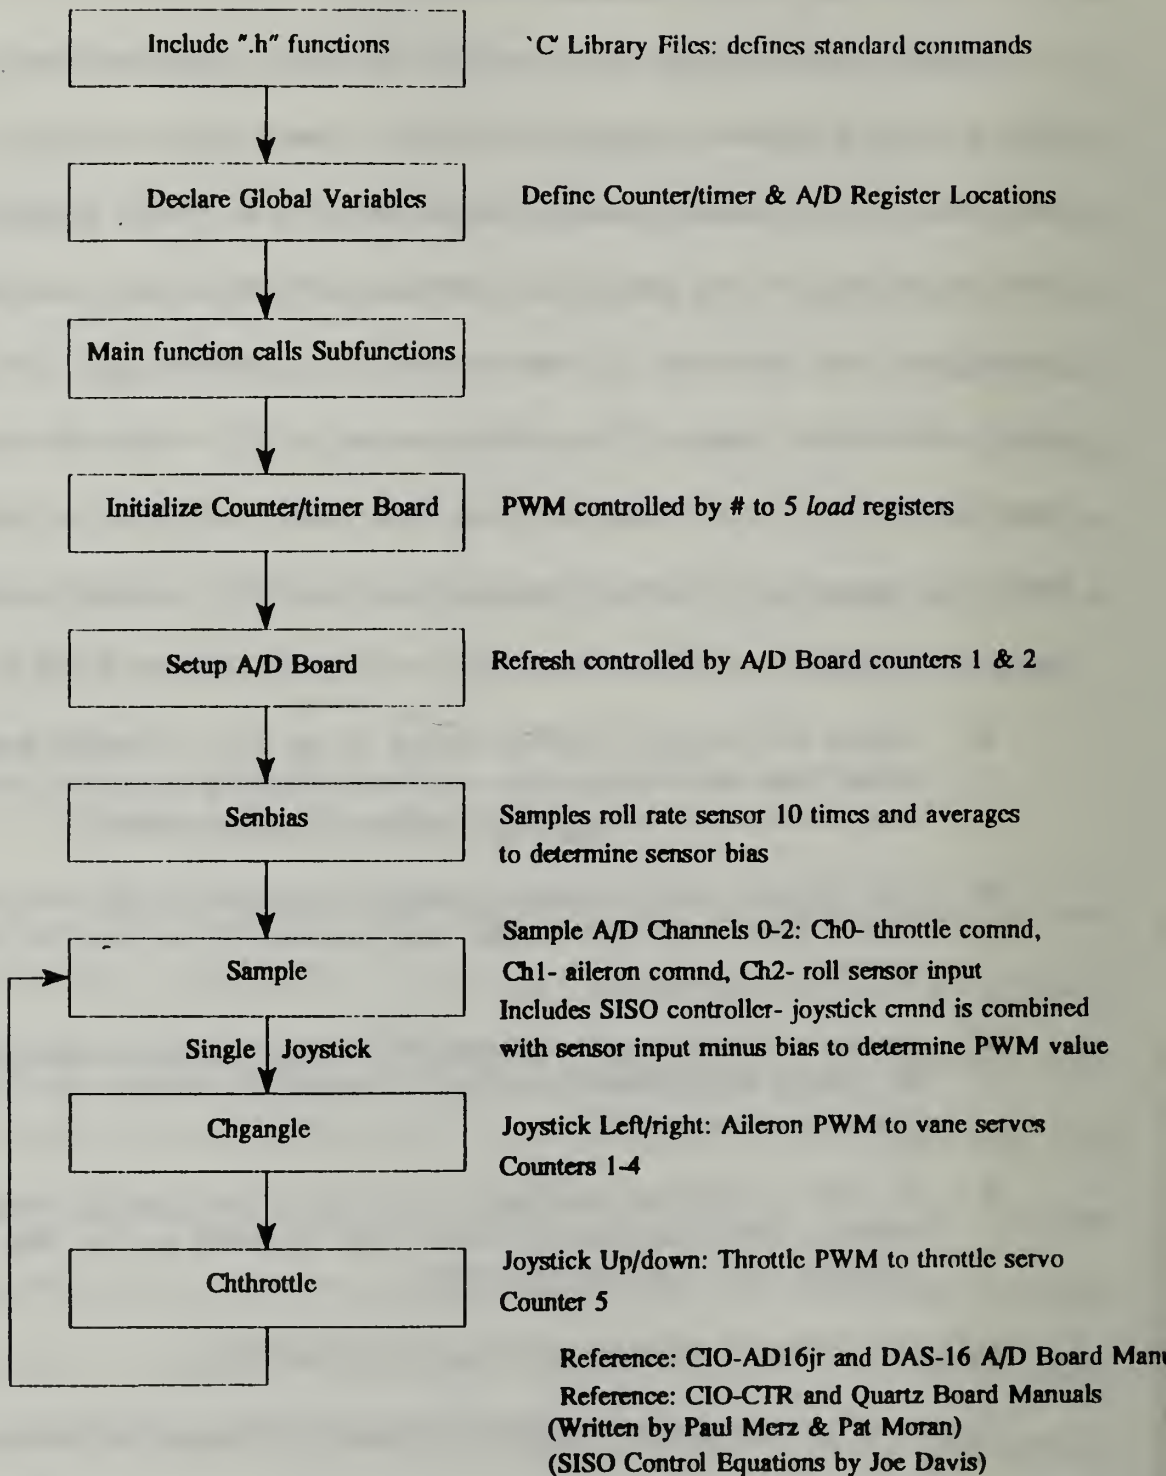 Include ".h" functions
`C' Library Files: defines standard commands
Declare Global Variables
Define Counter/timer & A/D Register Locations
Main function calls Subfunctions
Initialize Counter/timer Board
PWM controlled by # to 5 load registers
Setup A/D Board
Refresh controlled by A/D Board counters 1 & 2
Senbias
Samples roll rate sensor 10 times and averages
to determine sensor bias
Sample
Sample A/D Channels 0-2: Ch0- throttle comnd,
Ch1- aileron comnd, Ch2- roll sensor input
Includes SISO controller- joystick cmnd is combined
with sensor input minus bias to determine PWM value
Single Joystick
Chgangle
Joystick Left/right: Aileron PWM to vane servos
Counters 1-4
Chthrottle
Joystick Up/down: Throttle PWM to throttle servo
Counter 5
Reference: CIO-AD16jr and DAS-16 A/D Board Manu
Reference: CIO-CTR and Quartz Board Manuals
(Written by Paul Merz & Pat Moran)
(SISO Control Equations by Joe Davis)